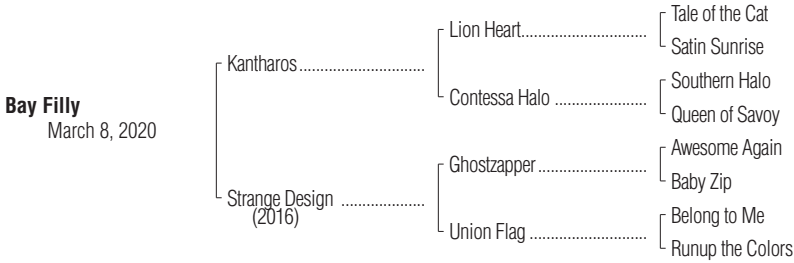 Tale of the Cat
Lion Heart..............................
Satin Sunrise
Kantharos..............................
Southern Halo
Contessa Halo ......................
Queen of Savoy
Bay Filly
March 8, 2020
Awesome Again
Ghostzapper..........................
Baby Zip
Strange Design ....................
(2016)
Belong to Me
Union Flag ............................
Runup the Colors